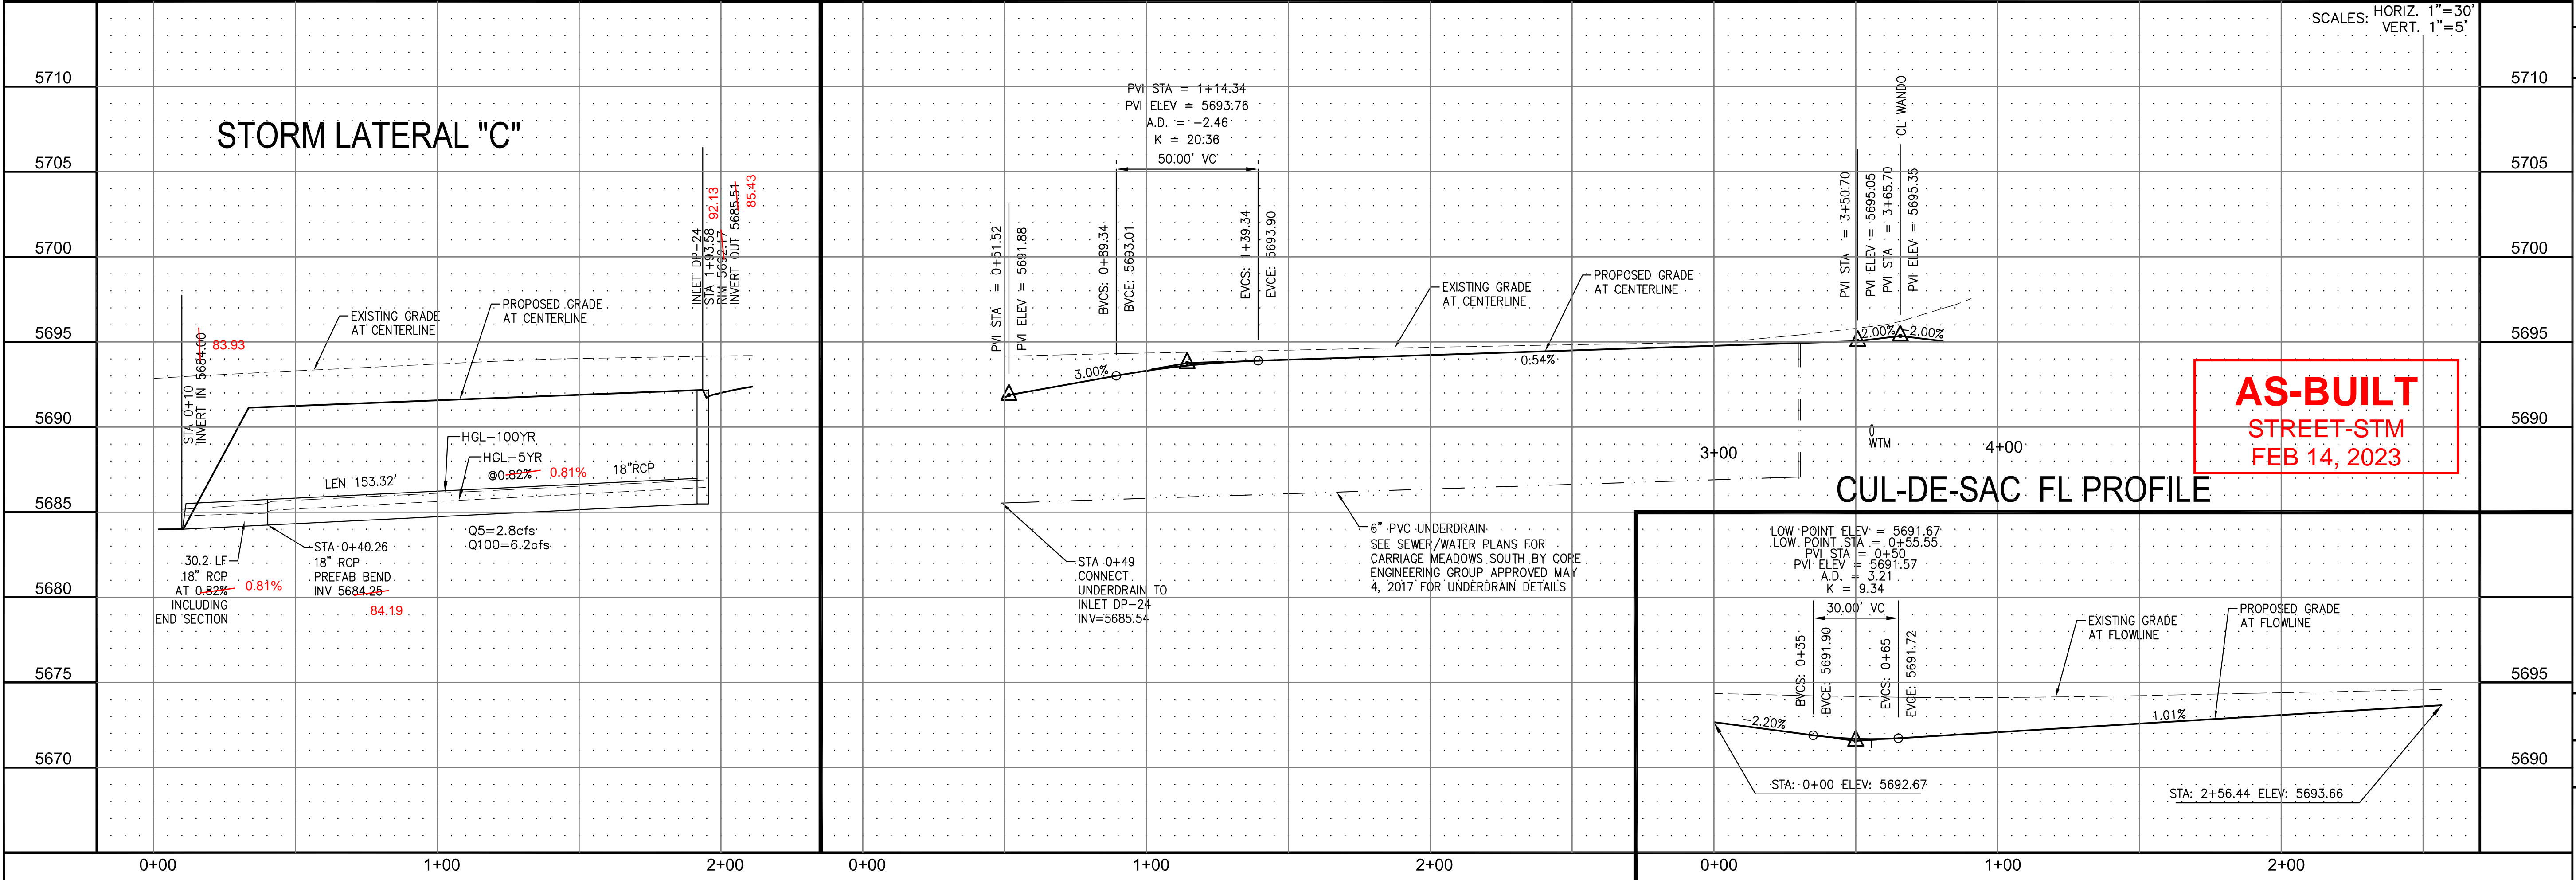 SCALES: HORIZ. 1"=30'
VERT. 1"=5'
5710
5705
5700
5695
5690
5685
5680
5675
5670
STORM LATERAL "C"
STA 0+10
INVERT IN 5684.00
83.93
EXISTING GRADE
AT CENTERLINE
PROPOSED GRADE
AT CENTERLINE
INLET DP-24
STA 1+93.58
RIM 5692.17
92.13
INVERT OUT 5685.51
85.43
HGL-100YR
HGL-5YR
@0.82%
0.81%
18"RCP
LEN 153.32'
Q5=2.8cfs
Q100=6.2cfs
30.2 LF
18" RCP
AT 0.82%
0.81%
INCLUDING
END SECTION
STA 0+40.26
18" RCP
PREFAB BEND
INV 5684.25
84.19
0+00
1+00
2+00
PVI STA = 1+14.34
PVI ELEV = 5693.76
A.D. = -2.46
K = 20.36
50.00' VC
PVI STA = 0+51.52
PVI ELEV = 5691.88
BVCS: 0+89.34
BVCE: 5693.01
EVCS: 1+39.34
EVCE: 5693.90
3.00%
EXISTING GRADE
AT CENTERLINE
PROPOSED GRADE
AT CENTERLINE
0.54%
PVI STA = 3+50.70
PVI ELEV = 5695.05
PVI STA = 3+65.70
PVI ELEV = 5695.35
CL WANDO
2.00%
-2.00%
3+00
WTM
4+00
STA 0+49
CONNECT
UNDERDRAIN TO
INLET DP-24
INV=5685.54
6" PVC UNDERDRAIN
SEE SEWER/WATER PLANS FOR
CARRIAGE MEADOWS SOUTH BY CORE
ENGINEERING GROUP APPROVED MAY
4, 2017 FOR UNDERDRAIN DETAILS
0+00
1+00
2+00
AS-BUILT
STREET-STM
FEB 14, 2023
CUL-DE-SAC FL PROFILE
LOW POINT ELEV = 5691.67
LOW POINT STA = 0+55.55
PVI STA = 0+50
PVI ELEV = 5691.57
A.D. = 3.21
K = 9.34
30.00' VC
BVCS: 0+35
BVCE: 5691.90
EVCS: 0+65
EVCE: 5691.72
-2.20%
EXISTING GRADE
AT FLOWLINE
PROPOSED GRADE
AT FLOWLINE
1.01%
STA: 0+00 ELEV: 5692.67
STA: 2+56.44 ELEV: 5693.66
0+00
1+00
2+00
5710
5705
5700
5695
5690
5695
5690